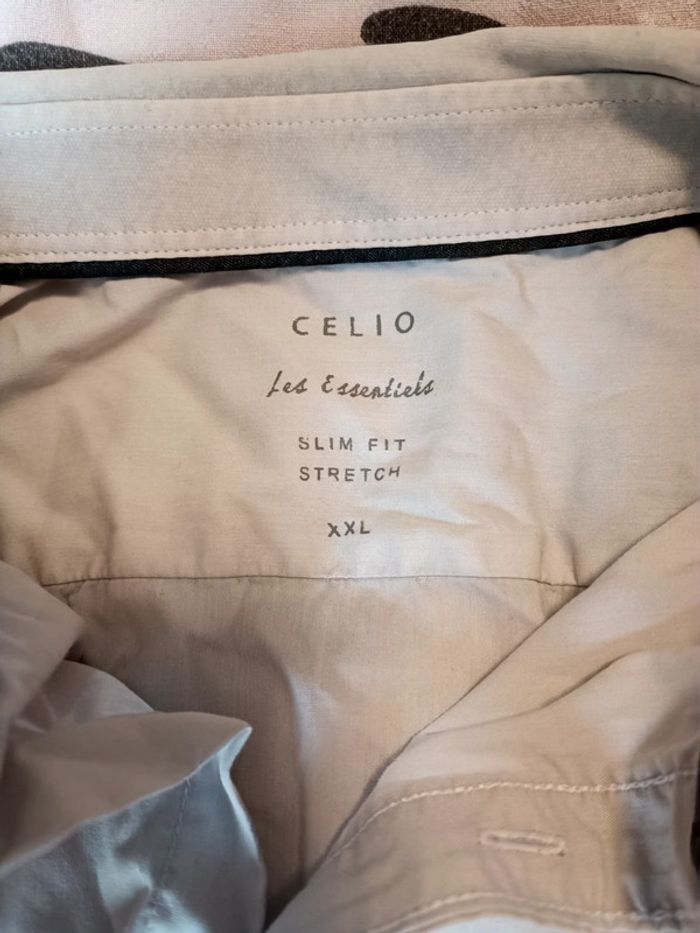 CELIO
Les Essentiels
SLIM FIT
STRETCH
XXL